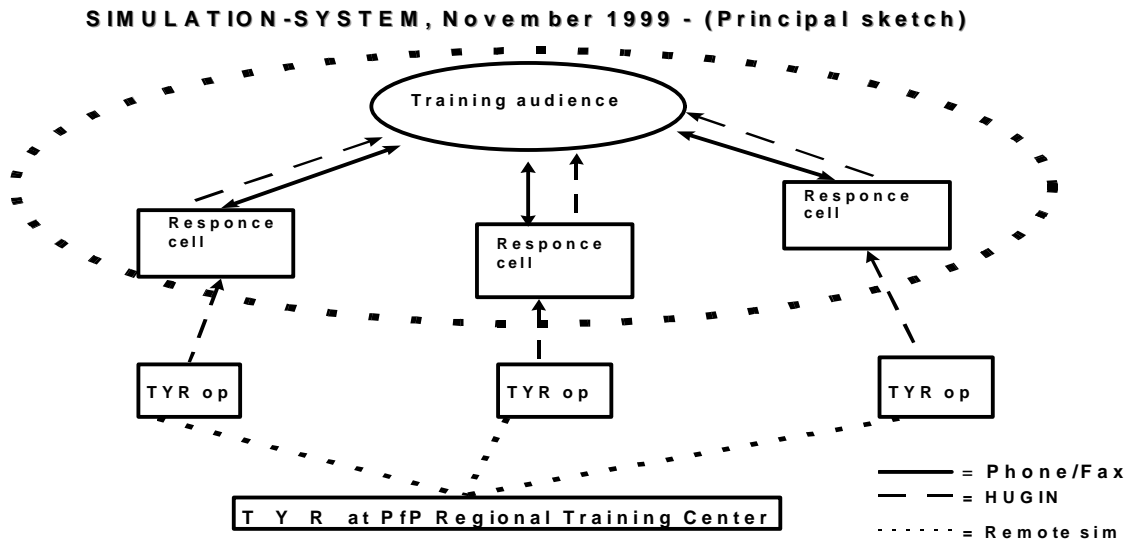 SIMULATION-SYSTEM, November 1999 - (Principal sketch)
Training audience
Responce
cell
Responce
cell
Responce
cell
TYR op
TYR op
TYR op
TYR at PfP Regional Training Center
= Phone/Fax
= HUGIN
= Remote sim